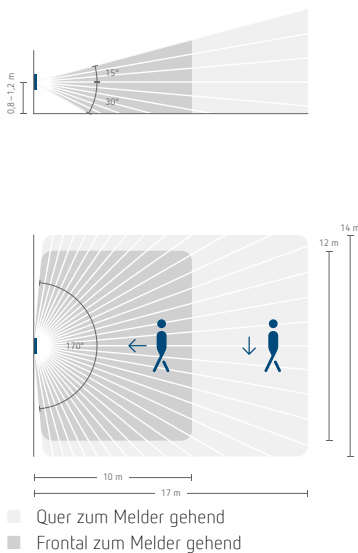 15°
30°
0,8–1,2 m
14 m
12 m
170°
10 m
17 m
Quer zum Melder gehend
Frontal zum Melder gehend